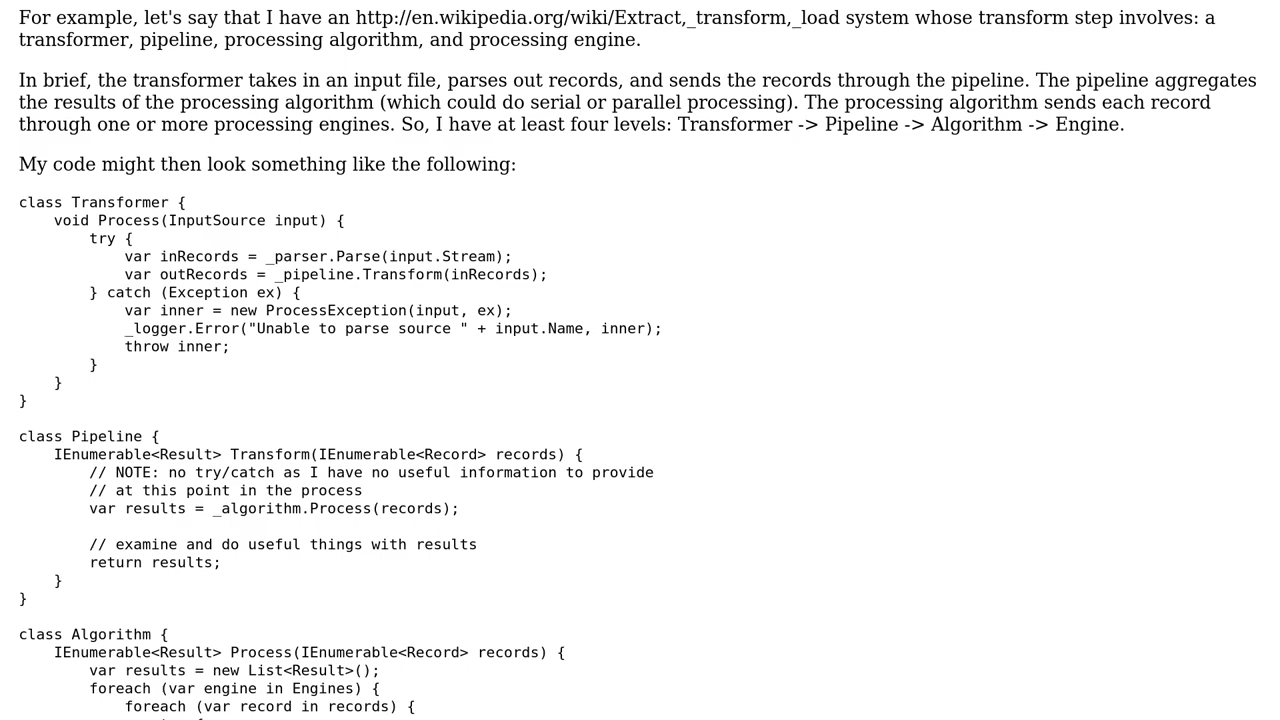 For example, let's say that I have an http://en.wikipedia.org/wiki/Extract,_transform,_load system whose transform step involves: a
transformer, pipeline, processing algorithm, and processing engine.
In brief, the transformer takes in an input file, parses out records, and sends the records through the pipeline. The pipeline aggregates
the results of the processing algorithm (which could do serial or parallel processing). The processing algorithm sends each record
through one or more processing engines. So, I have at least four levels: Transformer -> Pipeline -> Algorithm -> Engine.
My code might then look something like the following:
class Transformer {
    void Process(InputSource input) {
        try {
            var inRecords = _parser.Parse(input.Stream);
            var outRecords = _pipeline.Transform(inRecords);
        } catch (Exception ex) {
            var inner = new ProcessException(input, ex);
            _logger.Error("Unable to parse source " + input.Name, inner);
            throw inner;
        }
    }
}
class Pipeline {
    IEnumerable<Result> Transform(IEnumerable<Record> records) {
        // NOTE: no try/catch as I have no useful information to provide
        // at this point in the process
        var results = _algorithm.Process(records);
        // examine and do useful things with results
        return results;
    }
}
class Algorithm {
    IEnumerable<Result> Process(IEnumerable<Record> records) {
        var results = new List<Result>();
        foreach (var engine in Engines) {
            foreach (var record in records) {